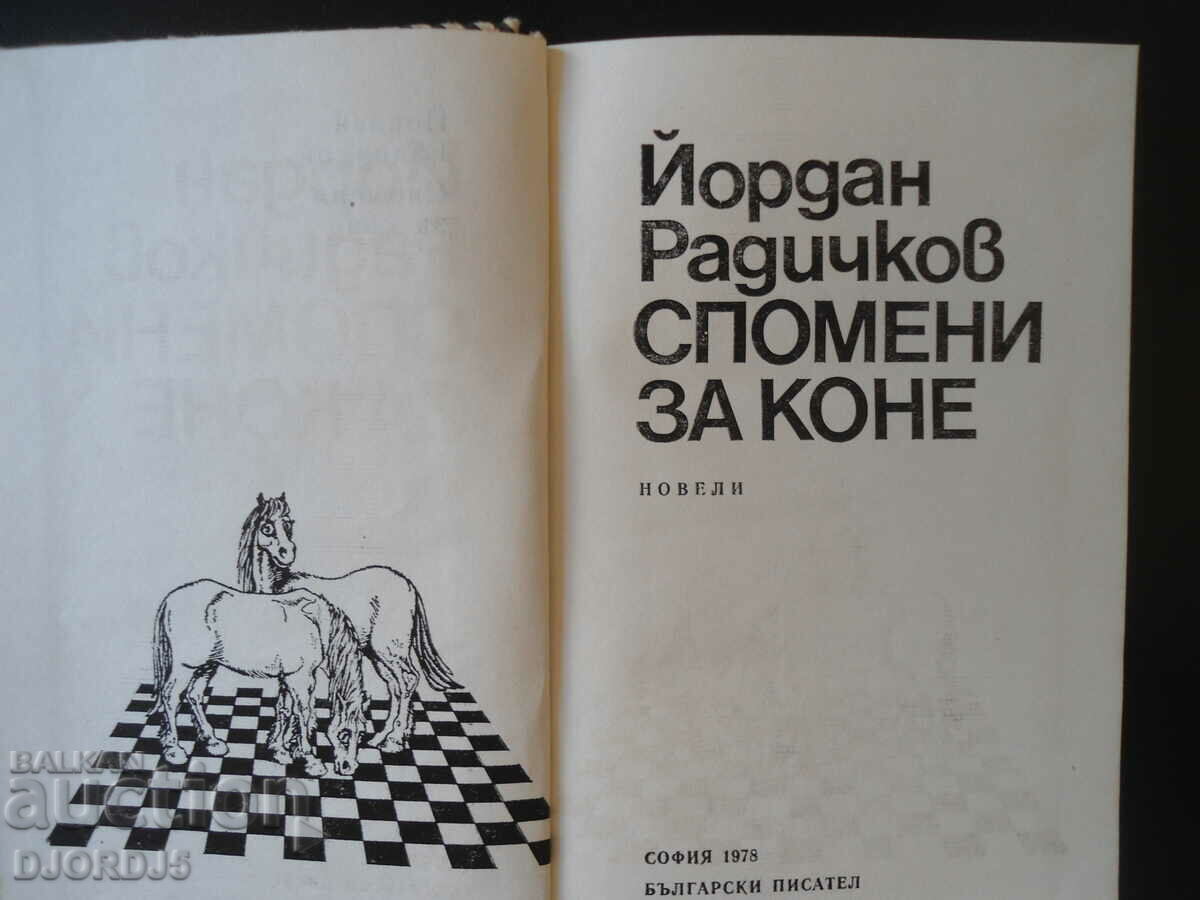 Йордан
Радичков
СПОМЕНИ
ЗА КОНЕ
НОВЕЛИ
СОФИЯ 1978
БЪЛГАРСКИ ПИСАТЕЛ
BALKAN
auction
DJORDJ5